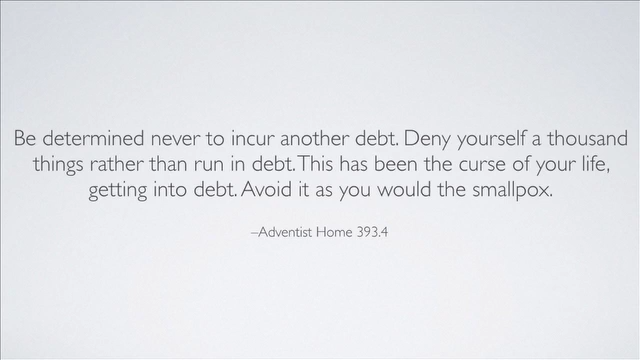 Be determined never to incur another debt. Deny yourself a thousand
things rather than run in debt. This has been the curse of your life,
getting into debt. Avoid it as you would the smallpox.
–Adventist Home 393.4